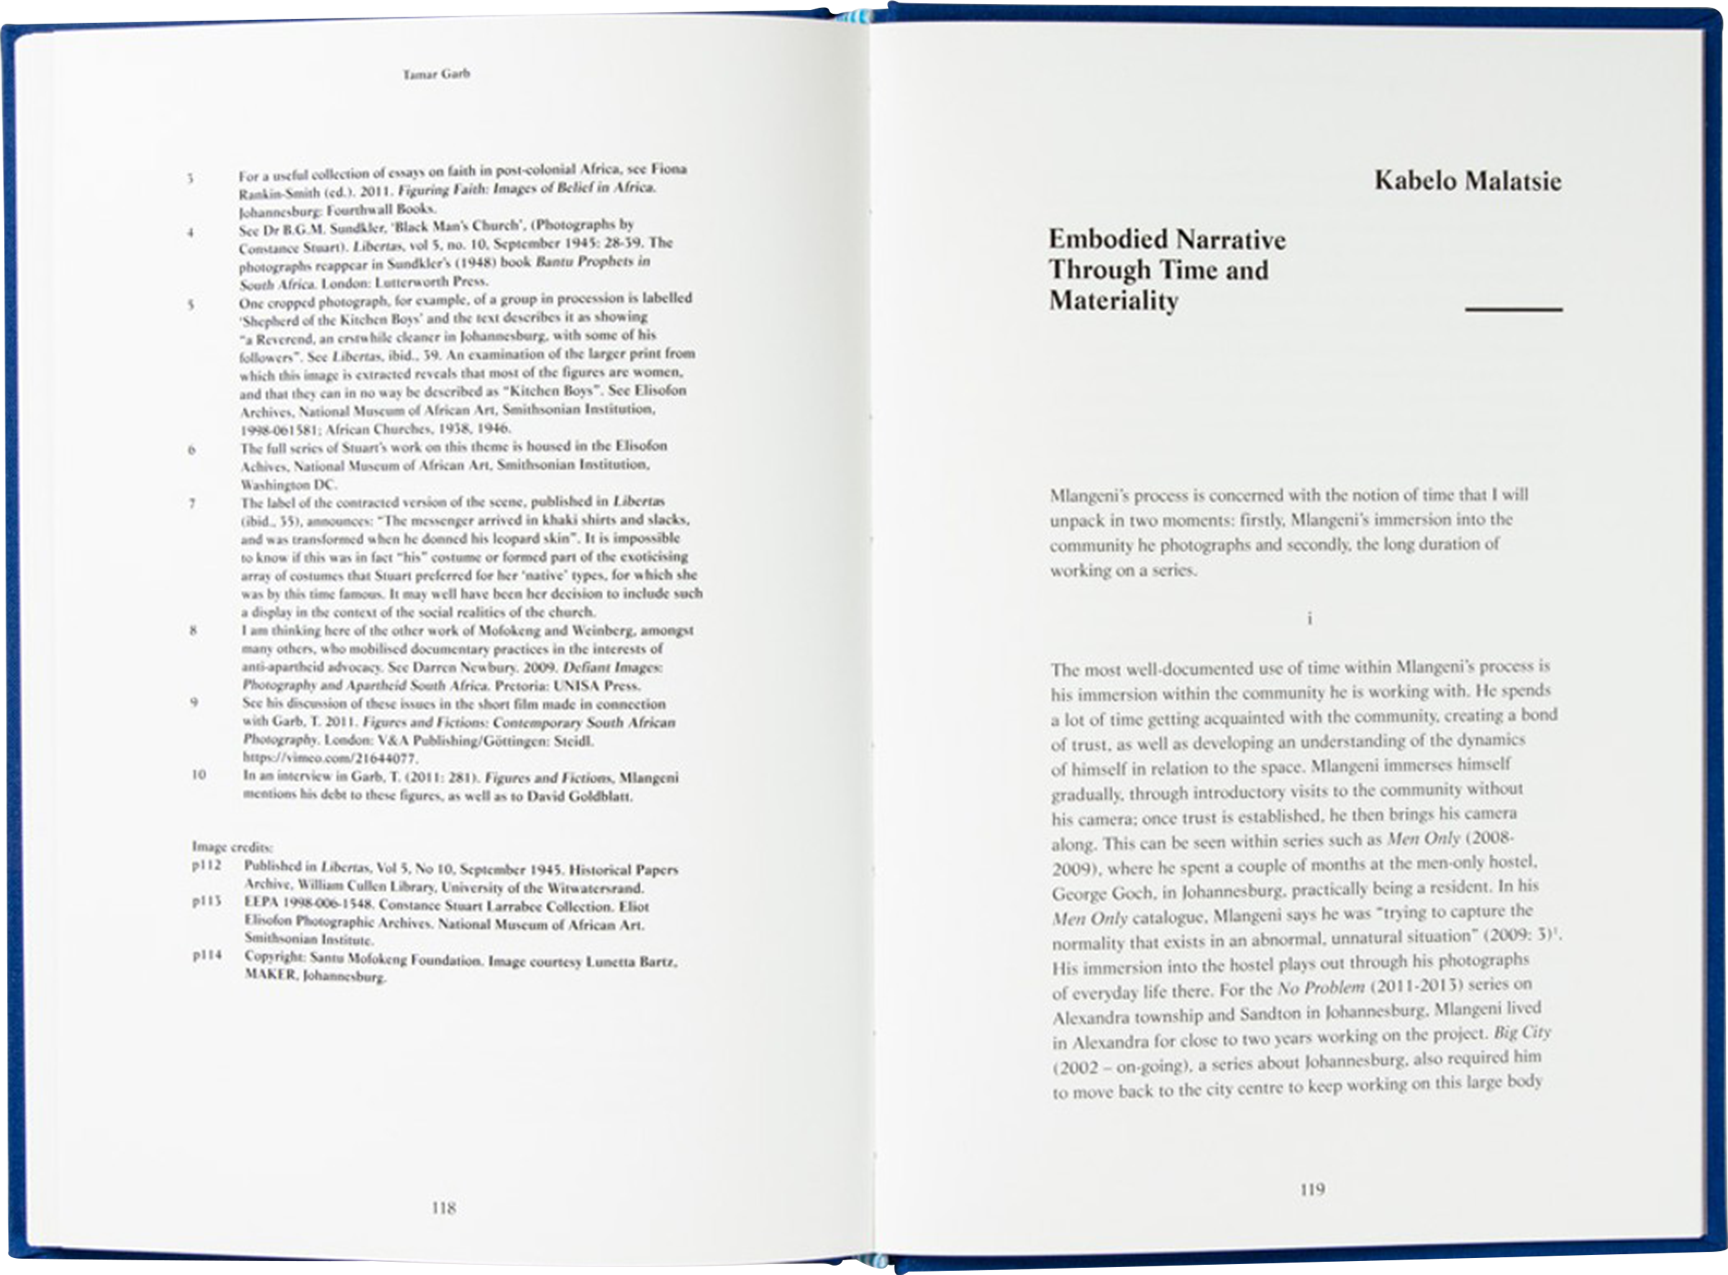 Tamar Garb
3 For a useful collection of essays on faith in post-colonial Africa, see Fiona
Rankin-Smith (ed.). 2011. Figuring Faith: Images of Belief in Africa.
Johannesburg: Fourthwall Books.
4 See Dr B.G.M. Sundkler, 'Black Man's Church', (Photographs by
Constance Stuart). Libertas, vol 5, no. 10, September 1945: 28-39. The
photographs reappear in Sundkler's (1948) book Bantu Prophets in
South Africa. London: Lutterworth Press.
5 One cropped photograph, for example, of a group in procession is labelled
'Shepherd of the Kitchen Boys' and the text describes it as showing
"a Reverend, an erstwhile cleaner in Johannesburg, with some of his
followers". See Libertas, ibid., 39. An examination of the larger print from
which this image is extracted reveals that most of the figures are women,
and that they can in no way be described as "Kitchen Boys". See Elisofon
Archives, National Museum of African Art, Smithsonian Institution,
1998-061581; African Churches, 1938, 1946.
6 The full series of Stuart's work on this theme is housed in the Elisofon
Achives, National Museum of African Art, Smithsonian Institution,
Washington DC.
7 The label of the contracted version of the scene, published in Libertas
(ibid., 35), announces: "The messenger arrived in khaki shirts and slacks,
and was transformed when he donned his leopard skin". It is impossible
to know if this was in fact "his" costume or formed part of the exoticising
array of costumes that Stuart preferred for her 'native' types, for which she
was by this time famous. It may well have been her decision to include such
a display in the context of the social realities of the church.
8 I am thinking here of the other work of Mofokeng and Weinberg, amongst
many others, who mobilised documentary practices in the interests of
anti-apartheid advocacy. See Darren Newbury. 2009. Defiant Images:
Photography and Apartheid South Africa. Pretoria: UNISA Press.
9 See his discussion of these issues in the short film made in connection
with Garb, T. 2011. Figures and Fictions: Contemporary South African
Photography. London: V&A Publishing/Göttingen: Steidl.
https://vimeo.com/21644077.
10 In an interview in Garb, T. (2011: 281). Figures and Fictions, Mlangeni
mentions his debt to these figures, as well as to David Goldblatt.
Image credits:
p112 Published in Libertas, Vol 5, No 10, September 1945. Historical Papers
Archive, William Cullen Library, University of the Witwatersrand.
p113 EEPA 1998-006-1548. Constance Stuart Larrabee Collection. Eliot
Elisofon Photographic Archives. National Museum of African Art.
Smithsonian Institute.
p114 Copyright: Santu Mofokeng Foundation. Image courtesy Lunetta Bartz,
MAKER, Johannesburg.
118
Kabelo Malatsie
Embodied Narrative
Through Time and
Materiality
Mlangeni's process is concerned with the notion of time that I will
unpack in two moments: firstly, Mlangeni's immersion into the
community he photographs and secondly, the long duration of
working on a series.
i
The most well-documented use of time within Mlangeni's process is
his immersion within the community he is working with. He spends
a lot of time getting acquainted with the community, creating a bond
of trust, as well as developing an understanding of the dynamics
of himself in relation to the space. Mlangeni immerses himself
gradually, through introductory visits to the community without
his camera; once trust is established, he then brings his camera
along. This can be seen within series such as Men Only (2008-
2009), where he spent a couple of months at the men-only hostel,
George Goch, in Johannesburg, practically being a resident. In his
Men Only catalogue, Mlangeni says he was "trying to capture the
normality that exists in an abnormal, unnatural situation" (2009: 3)¹.
His immersion into the hostel plays out through his photographs
of everyday life there. For the No Problem (2011-2013) series on
Alexandra township and Sandton in Johannesburg, Mlangeni lived
in Alexandra for close to two years working on the project. Big City
(2002 – on-going), a series about Johannesburg, also required him
to move back to the city centre to keep working on this large body
119